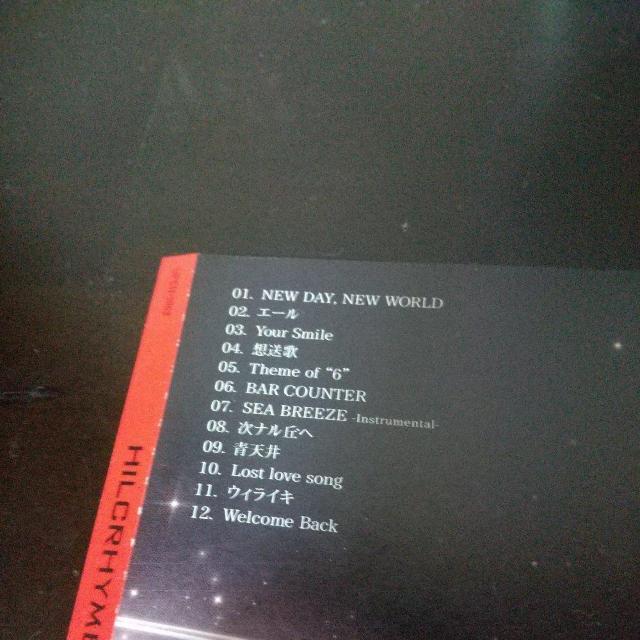 01. NEW DAY, NEW WORLD
02. エール
03. Your Smile
04. 想送歌
05. Theme of “6”
06. BAR COUNTER
07. SEA BREEZE -Instrumental-
08. 次ナル丘へ
09. 青天井
10. Lost love song
11. ウイライキ
12. Welcome Back
HILCRHYME